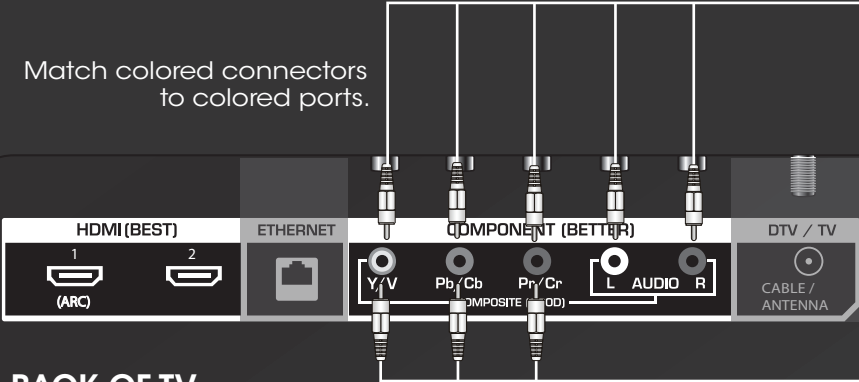 Match colored connectors
to colored ports.
HDMI (BEST)
ETHERNET
COMPONENT (BETTER)
DTV / TV
1
2
(ARC)
Y/V
Pb/Cb
Pr/Cr
L AUDIO R
CABLE /
ANTENNA
COMPOSITE (GOOD)
BACK OF TV